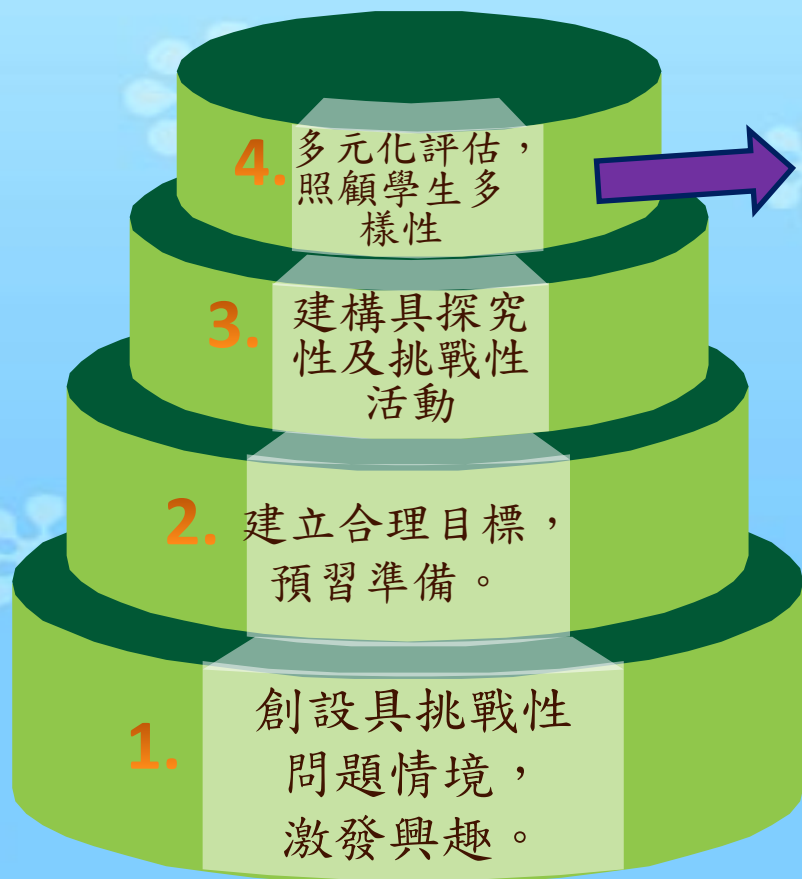 4. 多元化評估，
照顧學生多
樣性
3. 建構具探究
性及挑戰性
活動
2. 建立合理目標，
預習準備。
1. 創設具挑戰性
問題情境，
激發興趣。